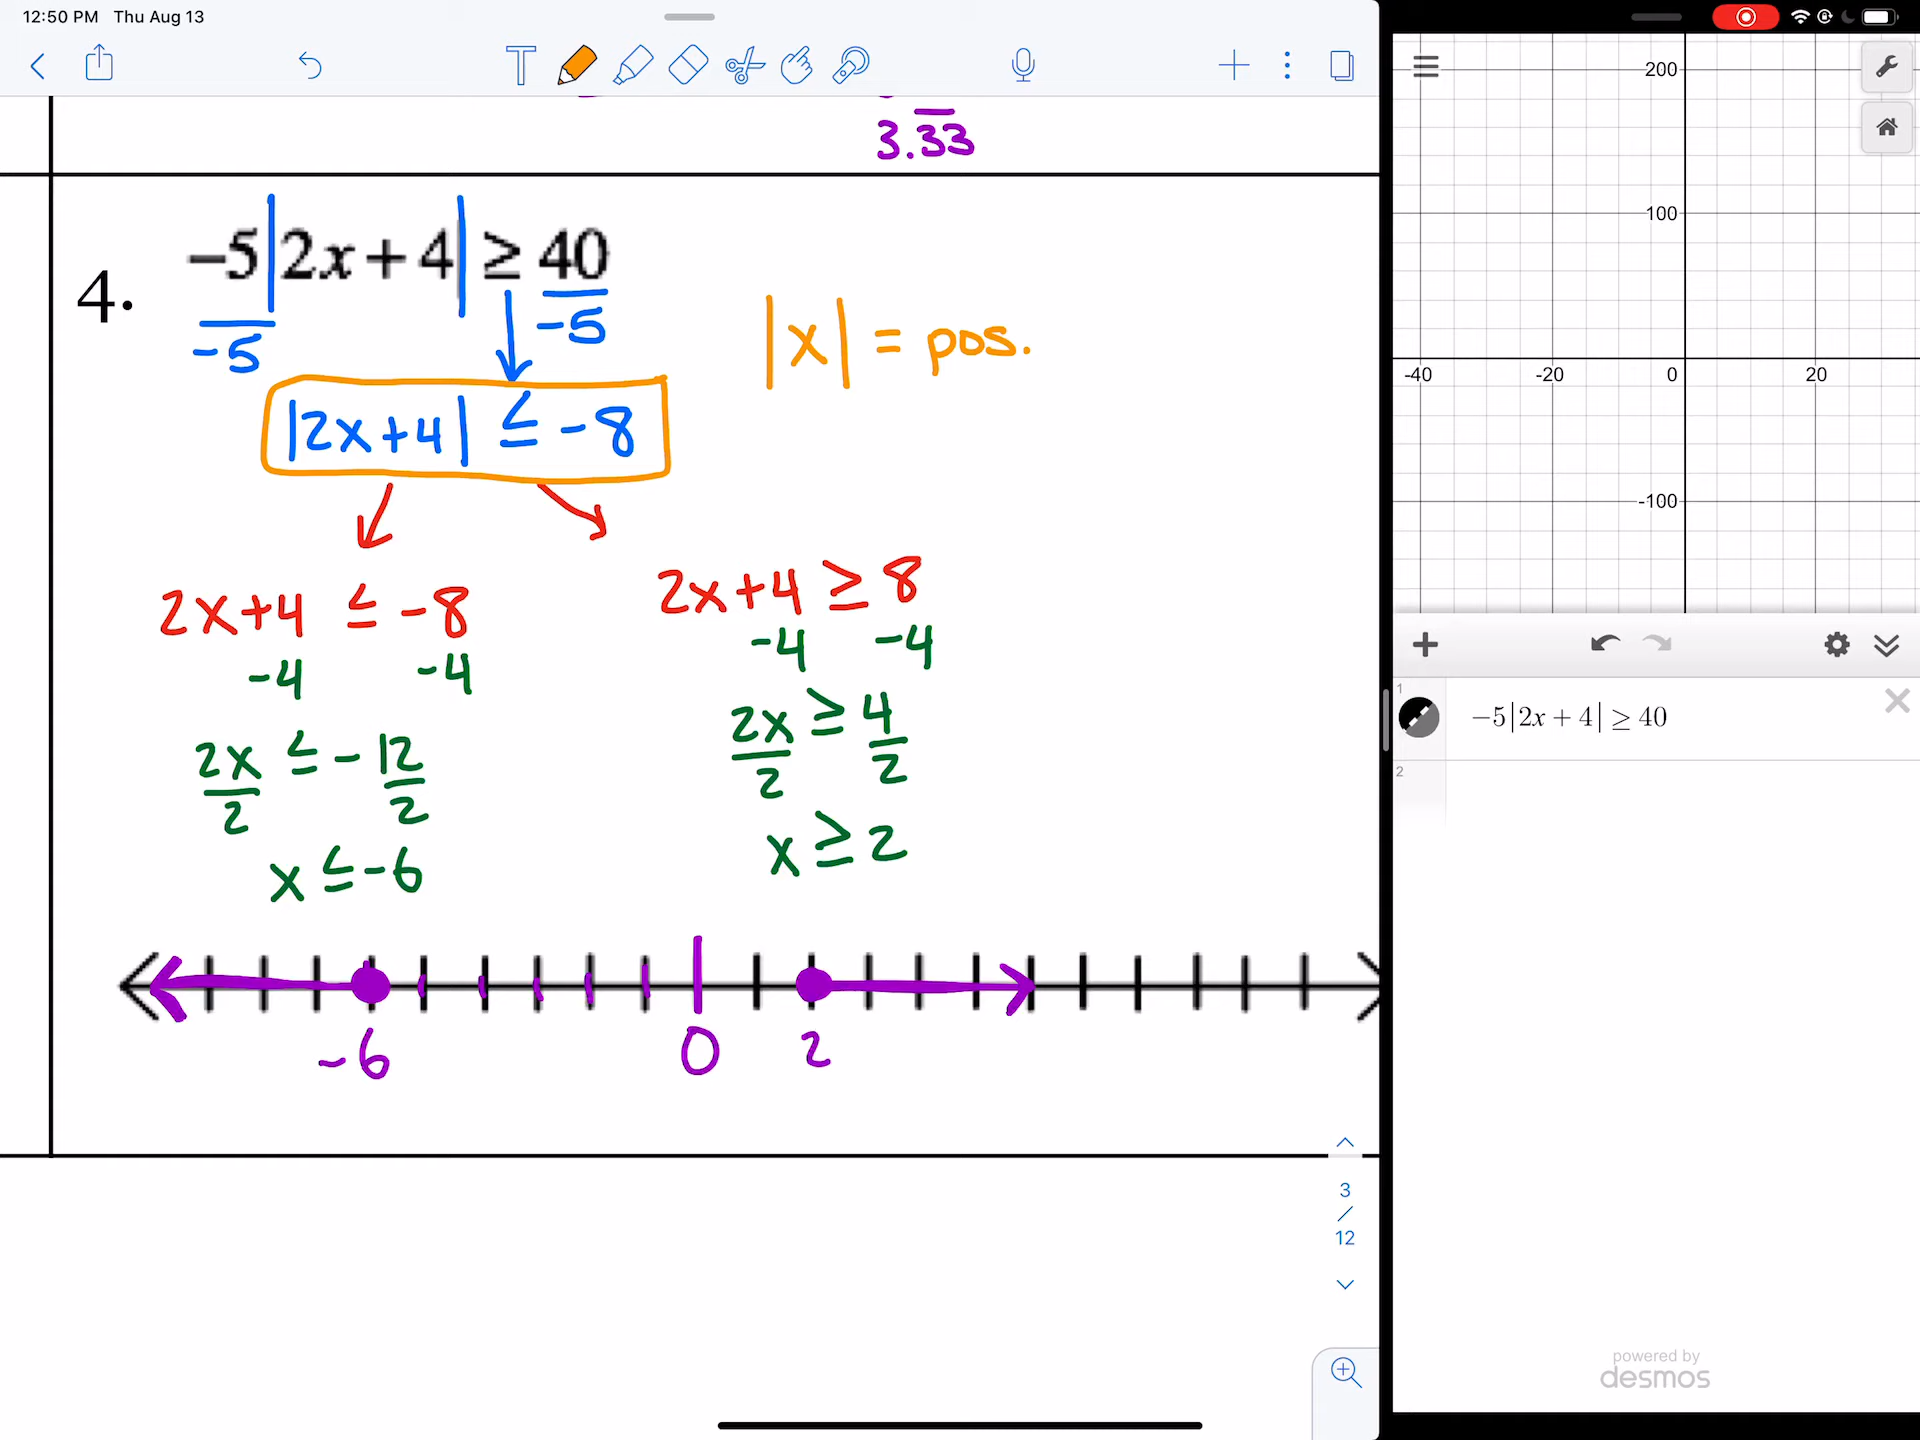 12:50 PM Thu Aug 13
3.33
4.
-5|2x+4| ≥ 40
-5 -5
|x| = pos.
|2x+4| ≤ -8
2x+4 ≤ -8
-4 -4
2x ≤ -12
2 2
x ≤ -6
2x+4 ≥ 8
-4 -4
2x ≥ 4
2 2
x ≥ 2
-6 0 2
3
/
12
200
100
-40 -20 0 20
-100
1
-5|2x + 4| ≥ 40
2
powered by
desmos